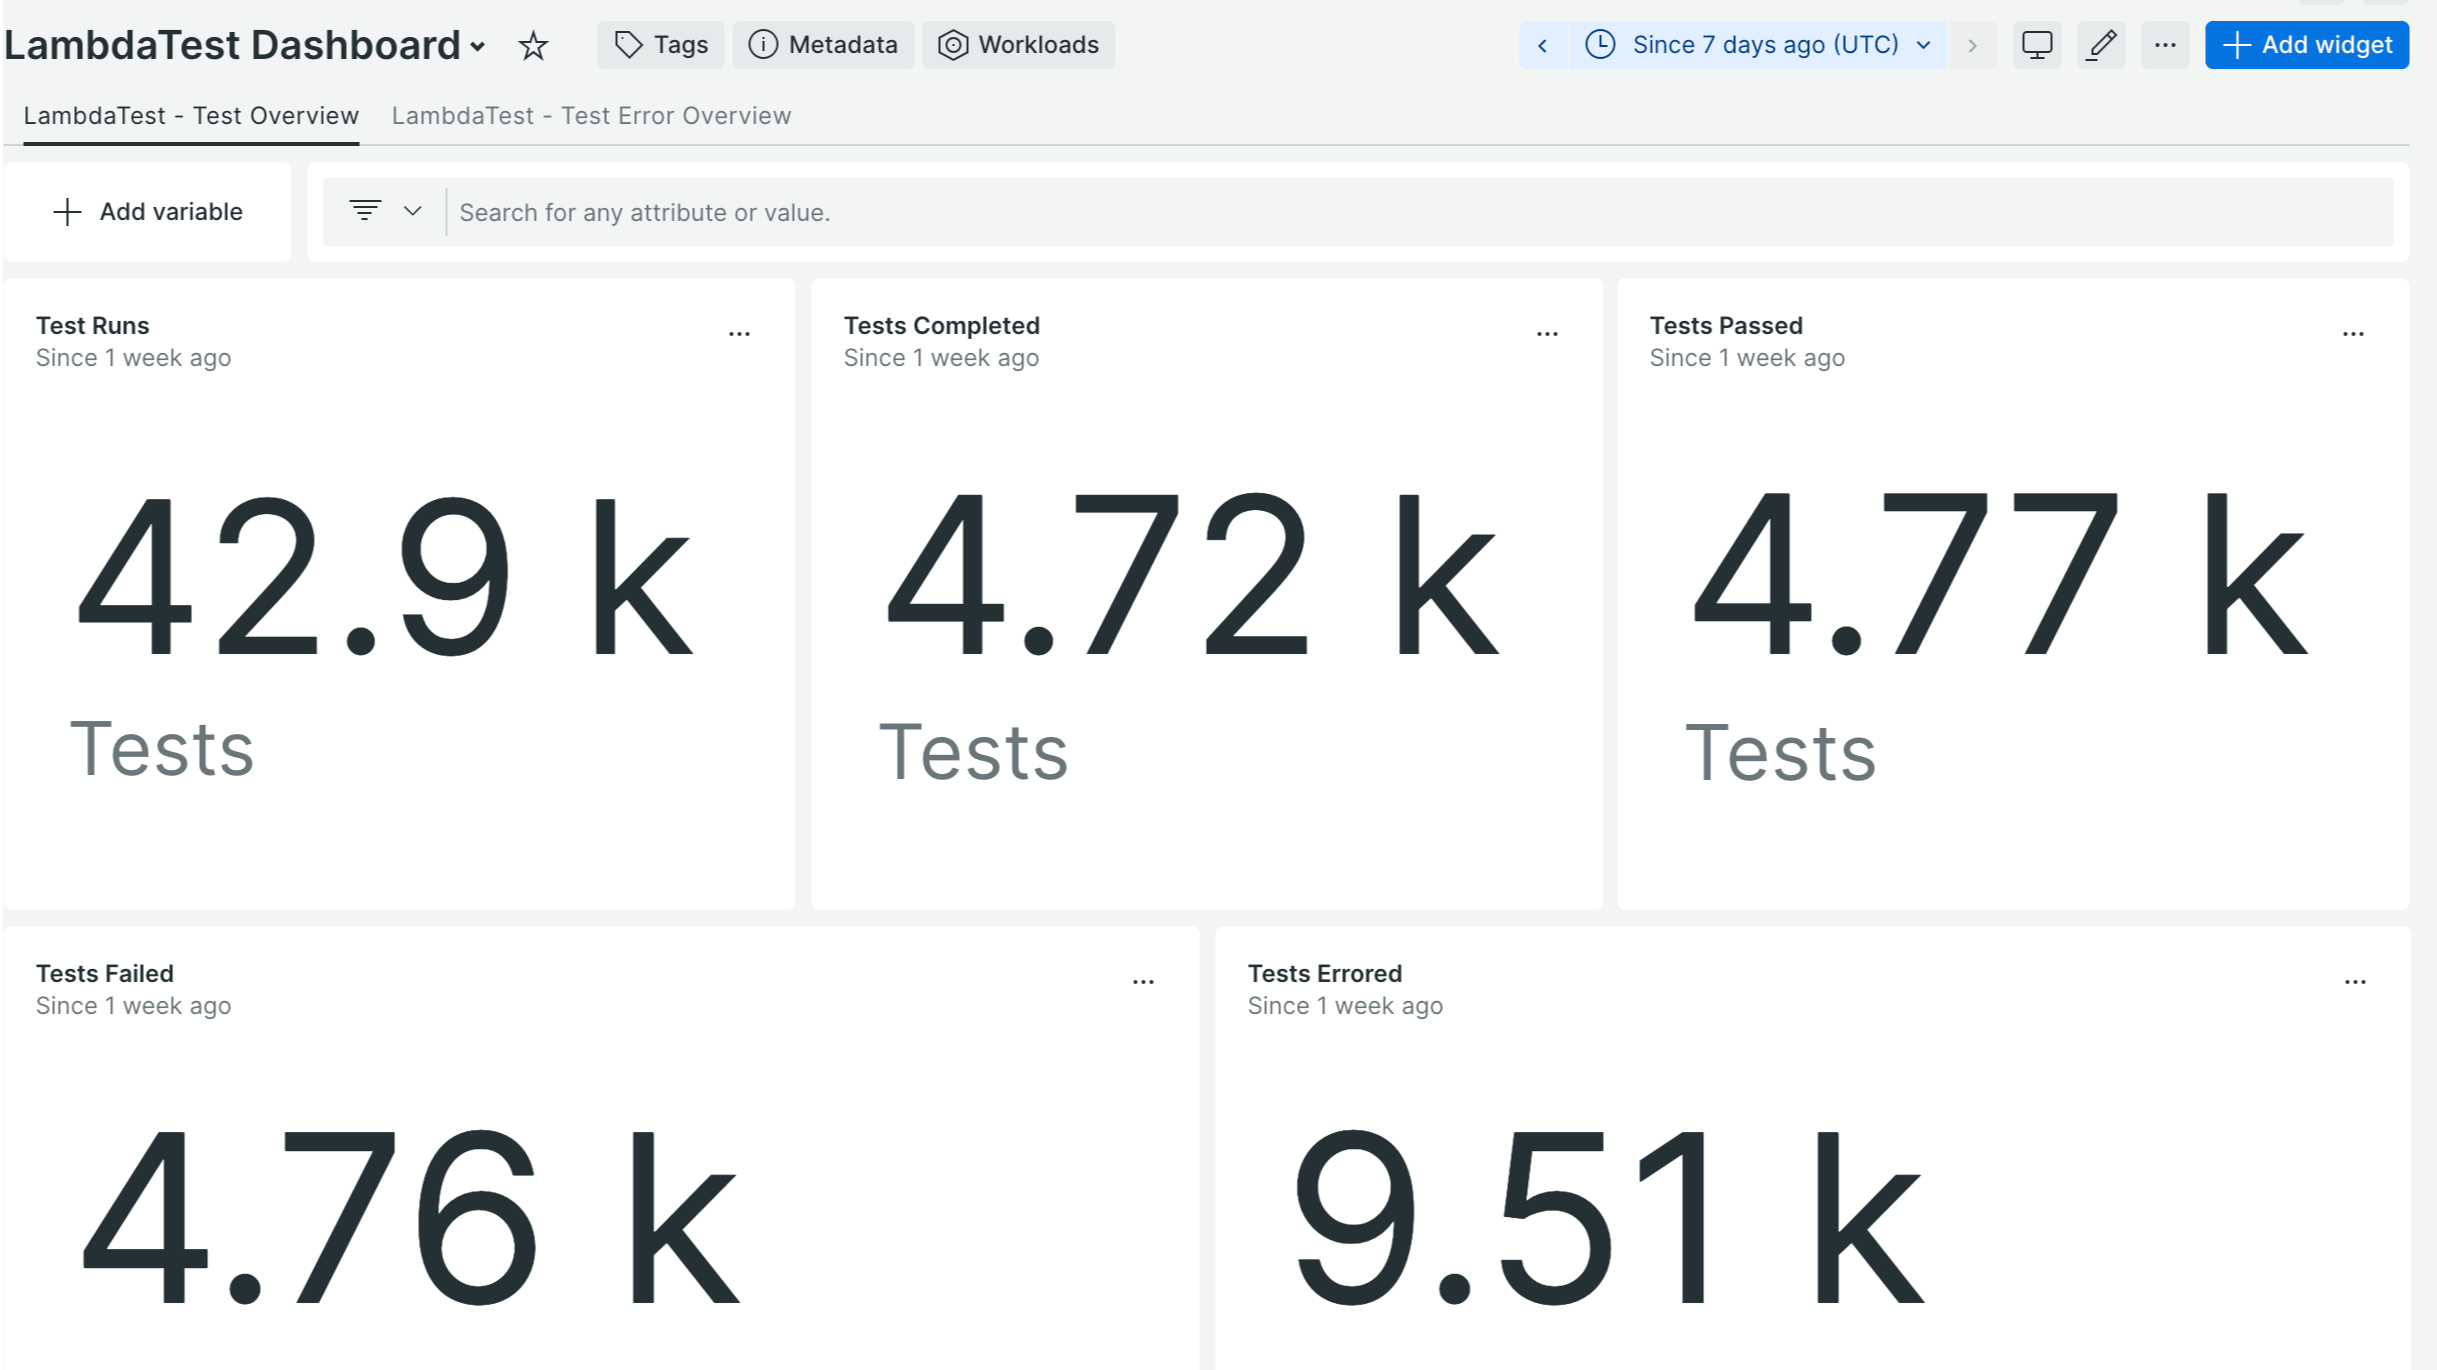 LambdaTest Dashboard
Tags
Metadata
Workloads
Since 7 days ago (UTC)
Add widget
LambdaTest - Test Overview
LambdaTest - Test Error Overview
Add variable
Search for any attribute or value.
Test Runs
Since 1 week ago
42.9 k
Tests
Tests Completed
Since 1 week ago
4.72 k
Tests
Tests Passed
Since 1 week ago
4.77 k
Tests
Tests Failed
Since 1 week ago
4.76 k
Tests Errored
Since 1 week ago
9.51 k